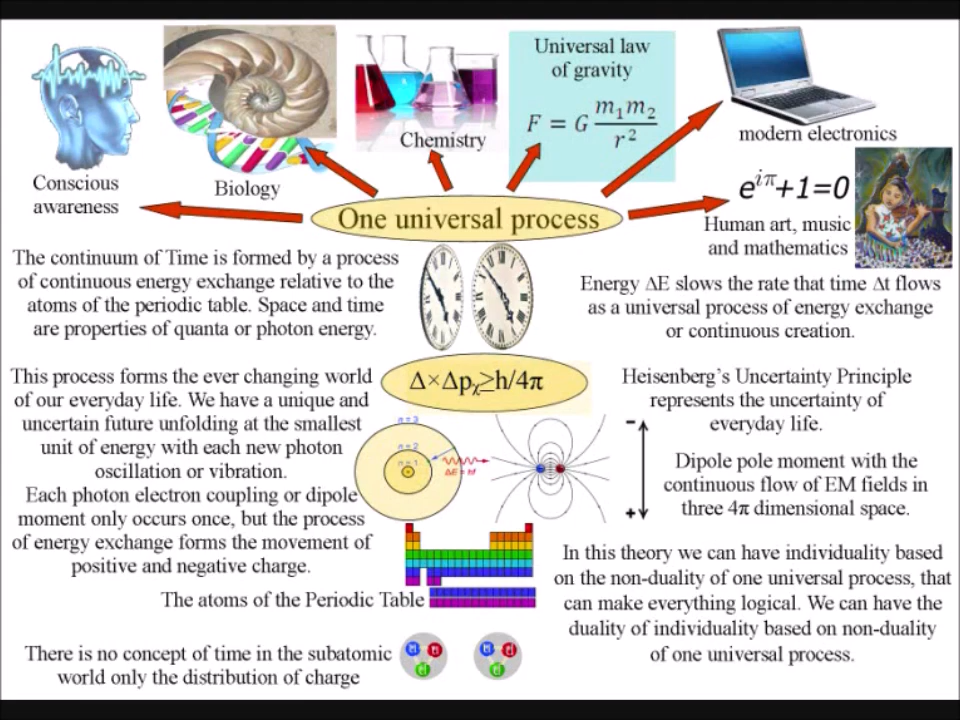 Universal law
of gravity
F = G m₁m₂ / r²
Chemistry
modern electronics
Conscious
awareness
Biology
e^iπ+1=0
One universal process
Human art, music
and mathematics
The continuum of Time is formed by a process
of continuous energy exchange relative to the
atoms of the periodic table. Space and time
are properties of quanta or photon energy.
Energy ΔE slows the rate that time Δt flows
as a universal process of energy exchange
or continuous creation.
This process forms the ever changing world
of our everyday life. We have a unique and
uncertain future unfolding at the smallest
unit of energy with each new photon
oscillation or vibration.
Each photon electron coupling or dipole
moment only occurs once, but the process
of energy exchange forms the movement of
positive and negative charge.
Δ×Δpᵪ≥h/4π
n = 3
n = 2
n = 1
ΔE = hf
Heisenberg's Uncertainty Principle
represents the uncertainty of
everyday life.
-
+
Dipole pole moment with the
continuous flow of EM fields in
three 4π dimensional space.
The atoms of the Periodic Table
In this theory we can have individuality based
on the non-duality of one universal process, that
can make everything logical. We can have the
duality of individuality based on non-duality
of one universal process.
There is no concept of time in the subatomic
world only the distribution of charge